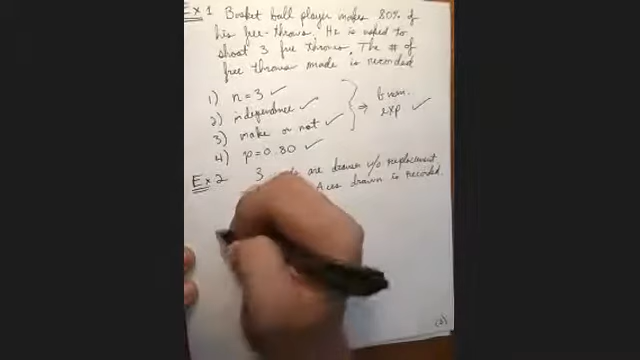 Ex 1 Basket ball player makes 80% of
his free-throws. He is asked to
shoot 3 free throws. The # of
free throws made is recorded
1) n = 3 ✓
2) independence ✓
3) make or not ✓
4) p = 0.80 ✓
} ⇒ binom.
exp ✓
Ex 2 3 are drawn w/o replacement
Aces drawn is recorded.
(2)